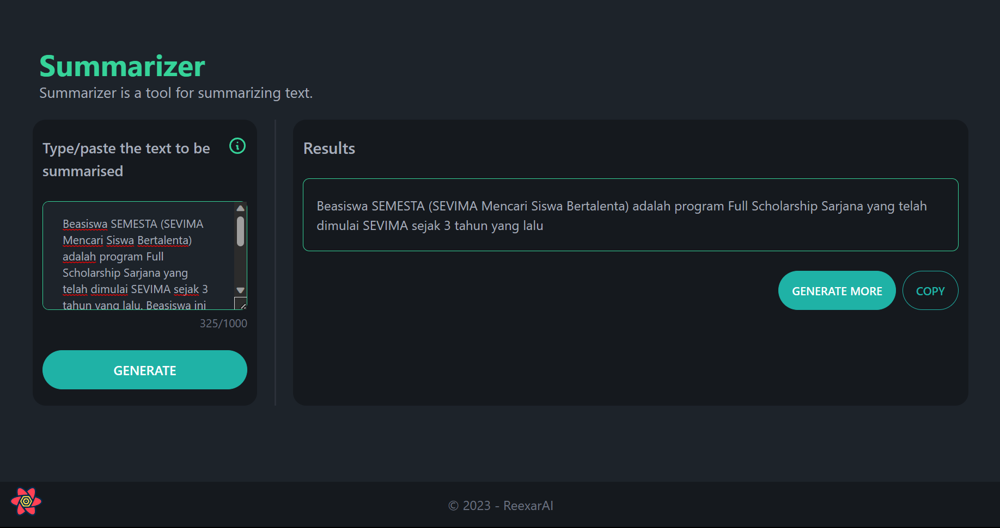 Summarizer
Summarizer is a tool for summarizing text.
Type/paste the text to be
summarised
Beasiswa SEMESTA (SEVIMA
Mencari Siswa Bertalenta)
adalah program Full
Scholarship Sarjana yang
telah dimulai SEVIMA sejak 3
tahun yang lalu. Beasiswa ini
325/1000
GENERATE
Results
Beasiswa SEMESTA (SEVIMA Mencari Siswa Bertalenta) adalah program Full Scholarship Sarjana yang telah
dimulai SEVIMA sejak 3 tahun yang lalu
GENERATE MORE
COPY
© 2023 - ReexarAI